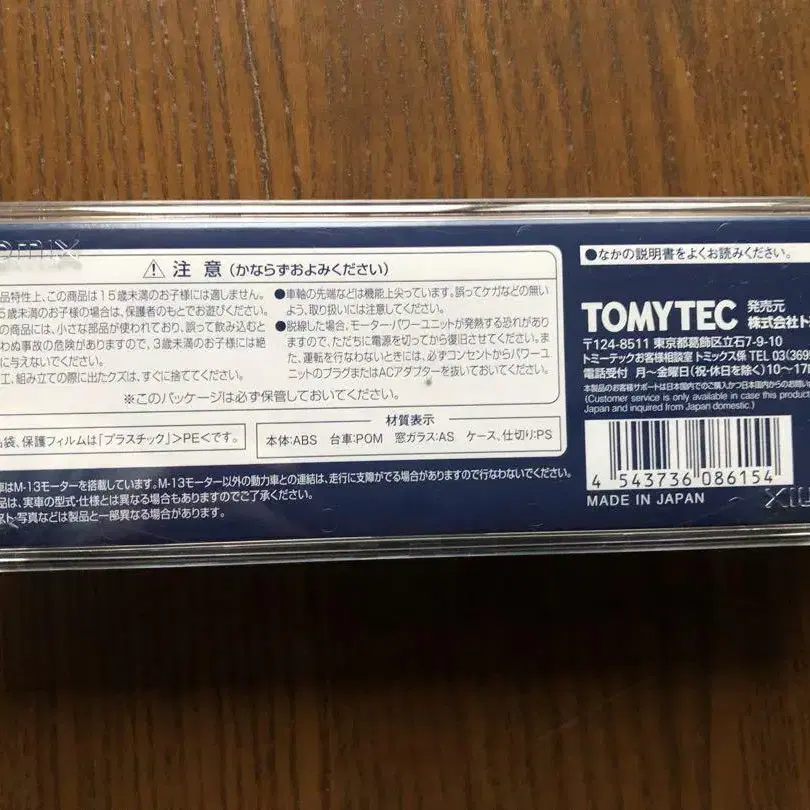 ⚠ 注 意 (かならずおよみください)
品特性上、この商品は15歳未満のお子様には適しません。
5歳未満のお子様の場合は、保護者のもとでお遊びください。
の商品には、小さな部品が使われており、誤って飲み込むと
わぬ事故の危険がありますので、3歳未満のお子様には絶
に与えないでください。
工、組み立ての際に出たクズは、すぐに捨ててください。
●車軸の先端などは機能上尖っています。誤ってケガなどの無い
よう、取り扱いには注意してください。
●脱線した場合、モーター・パワーユニットが発熱する恐れがあり
ますので、ただちに電源を切ってから復旧させてください。ま
た、運転を行なわないときには、必ずコンセントからパワーユ
ニットのプラグまたはACアダプターを抜いておいてください。
※このパッケージは必ず保管しておいてください。
品袋、保護フィルムは「プラスチック」>PE<です。
材質表示
本体:ABS 台車:POM 窓ガラス:AS ケース、仕切り:PS
車はM-13モーターを搭載しています。M-13モーター以外の動力車との連結は、走行に支障がでる場合がありますので行なわないでください。
品は、実車の型式・仕様とは異なる場合もありますのでご了承ください。
スト・写真などは製品と一部異なる場合があります。
●なかの説明書をよくお読みください。
TOMYTEC 発売元
株式会社ト
〒124-8511 東京都葛飾区立石7-9-10
トミーテックお客様相談室 トミックス係 TEL 03(369
電話受付 月〜金曜日(祝・休日を除く)10〜17
本製品のお客様サポートは日本国内でのご購入かつ日本国内からのお問い
(Customer service is only available in case this product
Japan and inquired from Japan domestic.)
4 543736 086154
MADE IN JAPAN